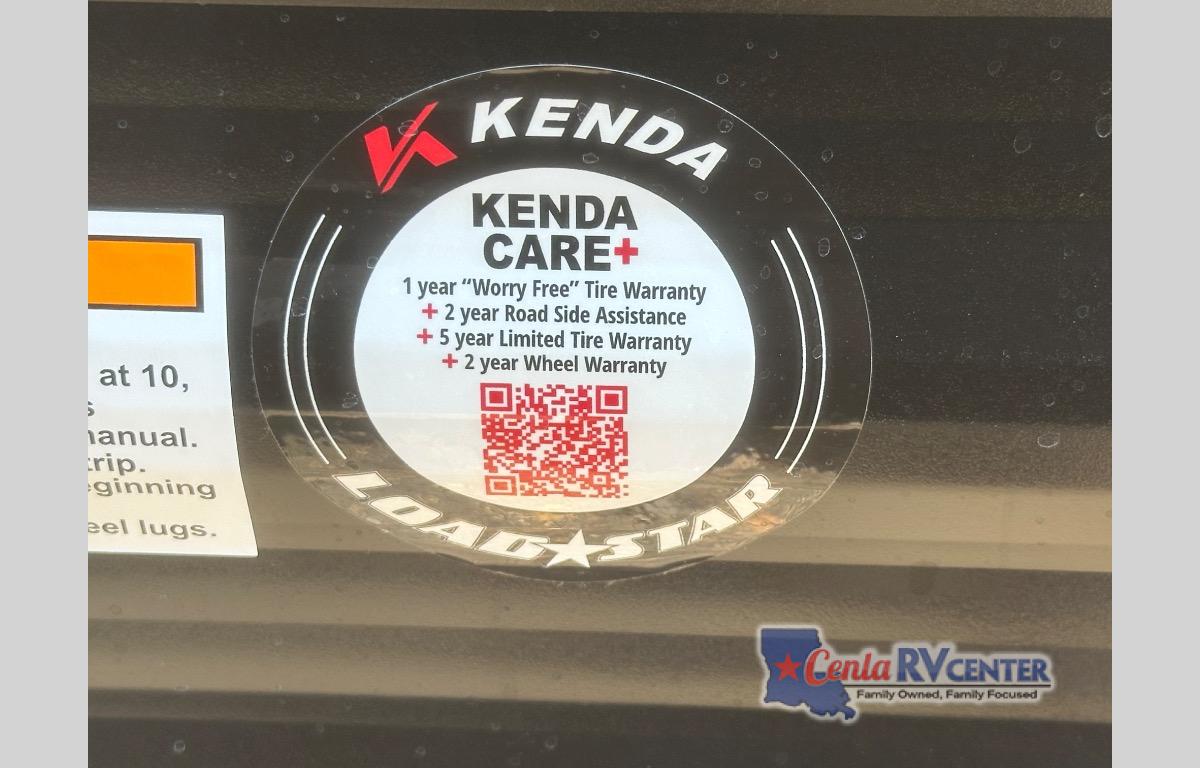 KENDA
KENDA
CARE+
1 year “Worry Free” Tire Warranty
+ 2 year Road Side Assistance
+ 5 year Limited Tire Warranty
+ 2 year Wheel Warranty
LOAD★STAR
at 10,
manual.
trip.
eginning
eel lugs.
Cenla RV CENTER
Family Owned, Family Focused